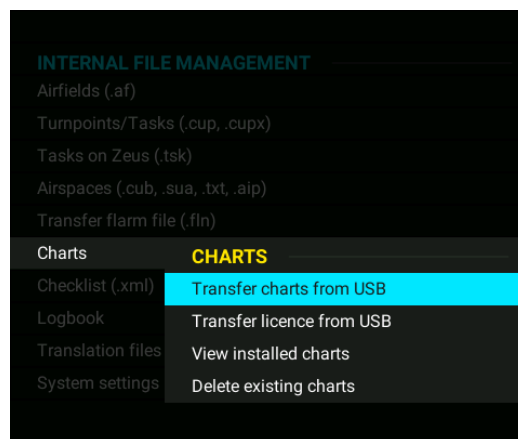 INTERNAL FILE MANAGEMENT
Airfields (.af)
Turnpoints/Tasks (.cup, .cupx)
Tasks on Zeus (.tsk)
Airspaces (.cub, .sua, .txt, .aip)
Transfer flarm file (.fln)
Charts
CHARTS
Checklist (.xml)
Transfer charts from USB
Logbook
Transfer licence from USB
Translation files
View installed charts
System settings
Delete existing charts